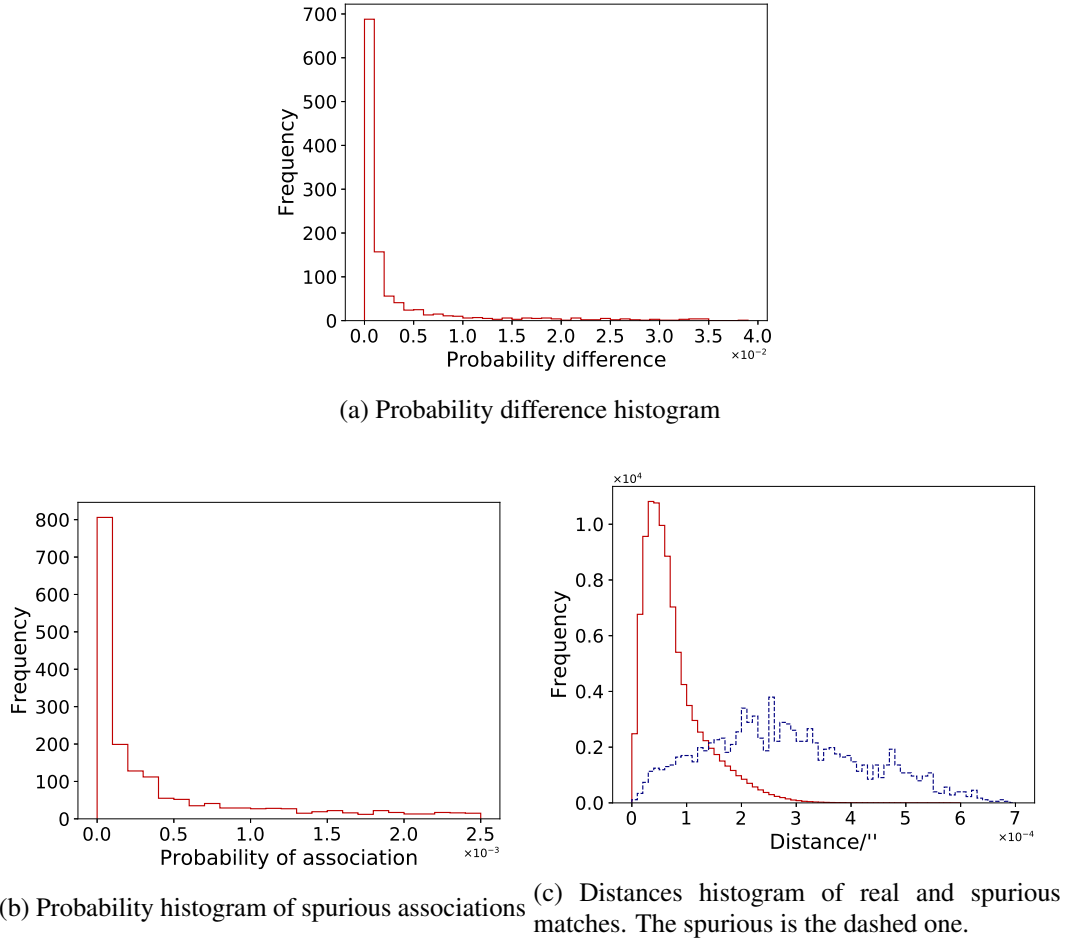 700
600
500
400
300
200
100
0
Frequency
0.0 0.5 1.0 1.5 2.0 2.5 3.0 3.5 4.0
×10⁻²
Probability difference
(a) Probability difference histogram
800
700
600
500
400
300
200
100
0
Frequency
0.0 0.5 1.0 1.5 2.0 2.5
×10⁻³
Probability of association
(b) Probability histogram of spurious associations
×10⁴
1.0
0.8
0.6
0.4
0.2
0.0
Frequency
0 1 2 3 4 5 6 7
×10⁻⁴
Distance/''
(c) Distances histogram of real and spurious
matches. The spurious is the dashed one.